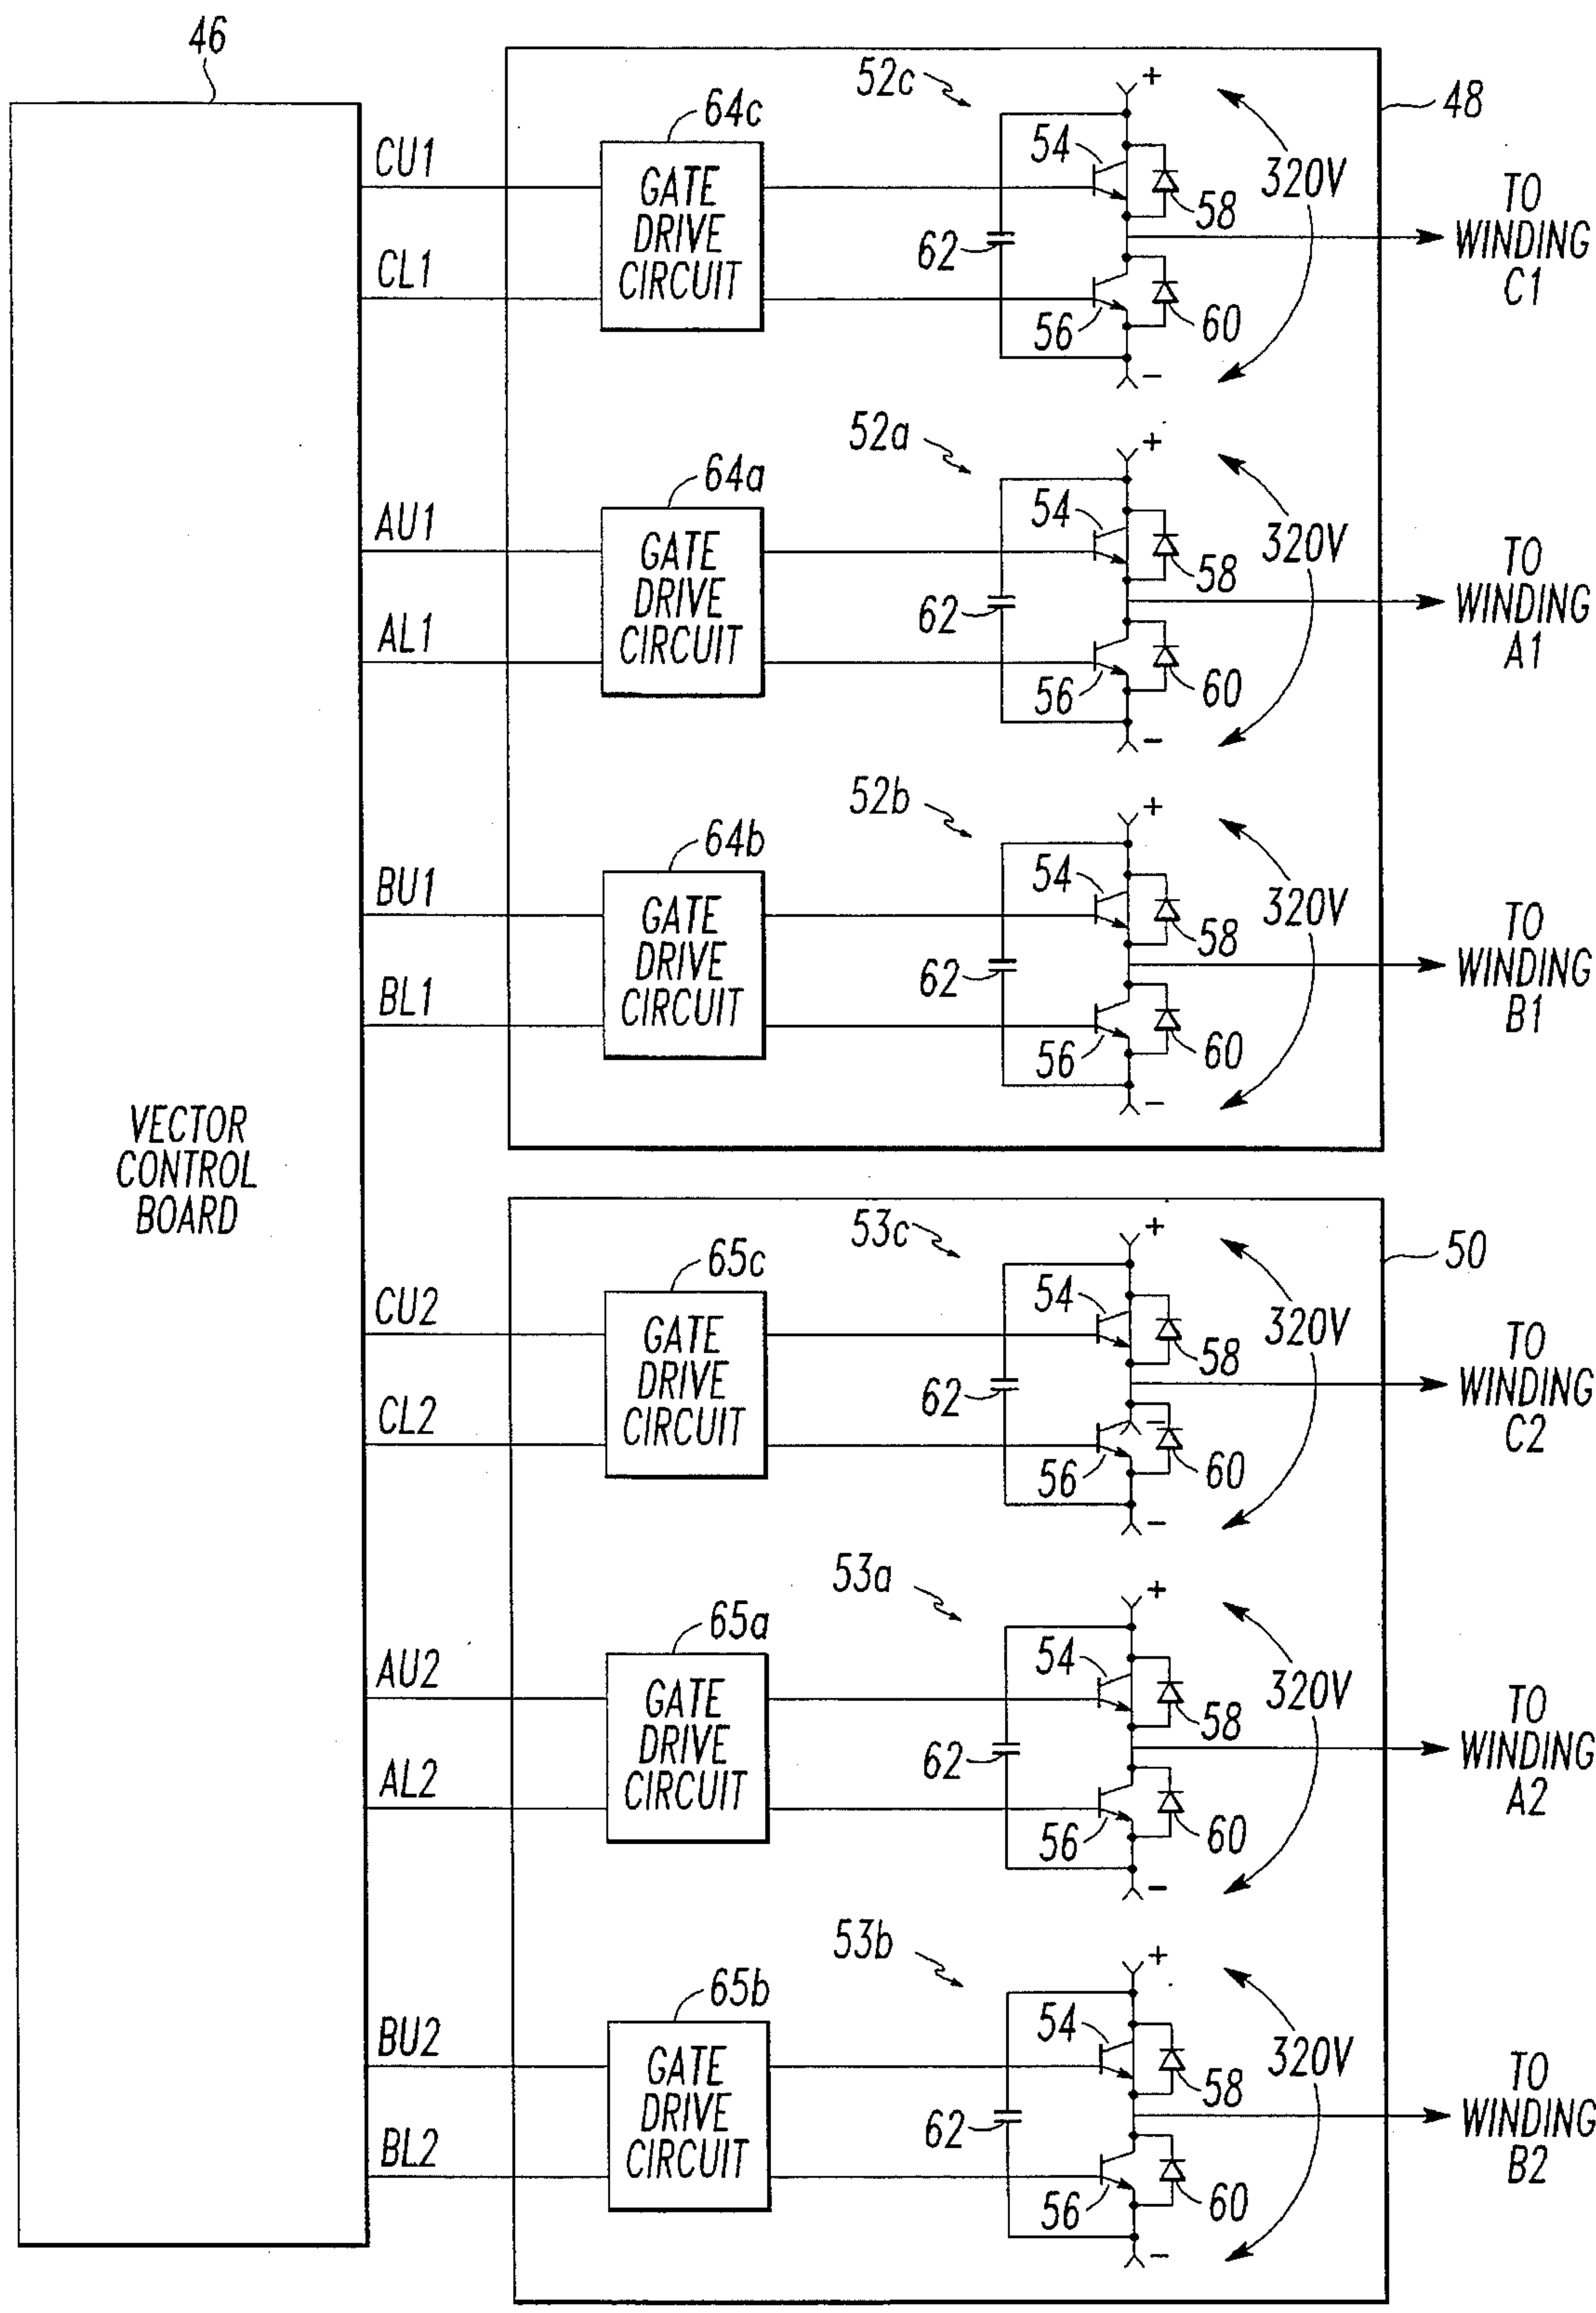 46
VECTOR
CONTROL
BOARD
48
52c
+
CU1
64c
GATE
DRIVE
CIRCUIT
54
58
320V
TO
WINDING
C1
62
CL1
56
60
−
52a
+
AU1
64a
GATE
DRIVE
CIRCUIT
54
58
320V
TO
WINDING
A1
62
AL1
56
60
−
52b
+
BU1
64b
GATE
DRIVE
CIRCUIT
54
58
320V
TO
WINDING
B1
62
BL1
56
60
−
50
53c
+
CU2
65c
GATE
DRIVE
CIRCUIT
54
58
320V
TO
WINDING
C2
62
CL2
−
56
60
−
53a
+
AU2
65a
GATE
DRIVE
CIRCUIT
54
58
320V
TO
WINDING
A2
62
AL2
56
60
−
53b
+
BU2
65b
GATE
DRIVE
CIRCUIT
54
58
320V
TO
WINDING
B2
62
BL2
56
60
−